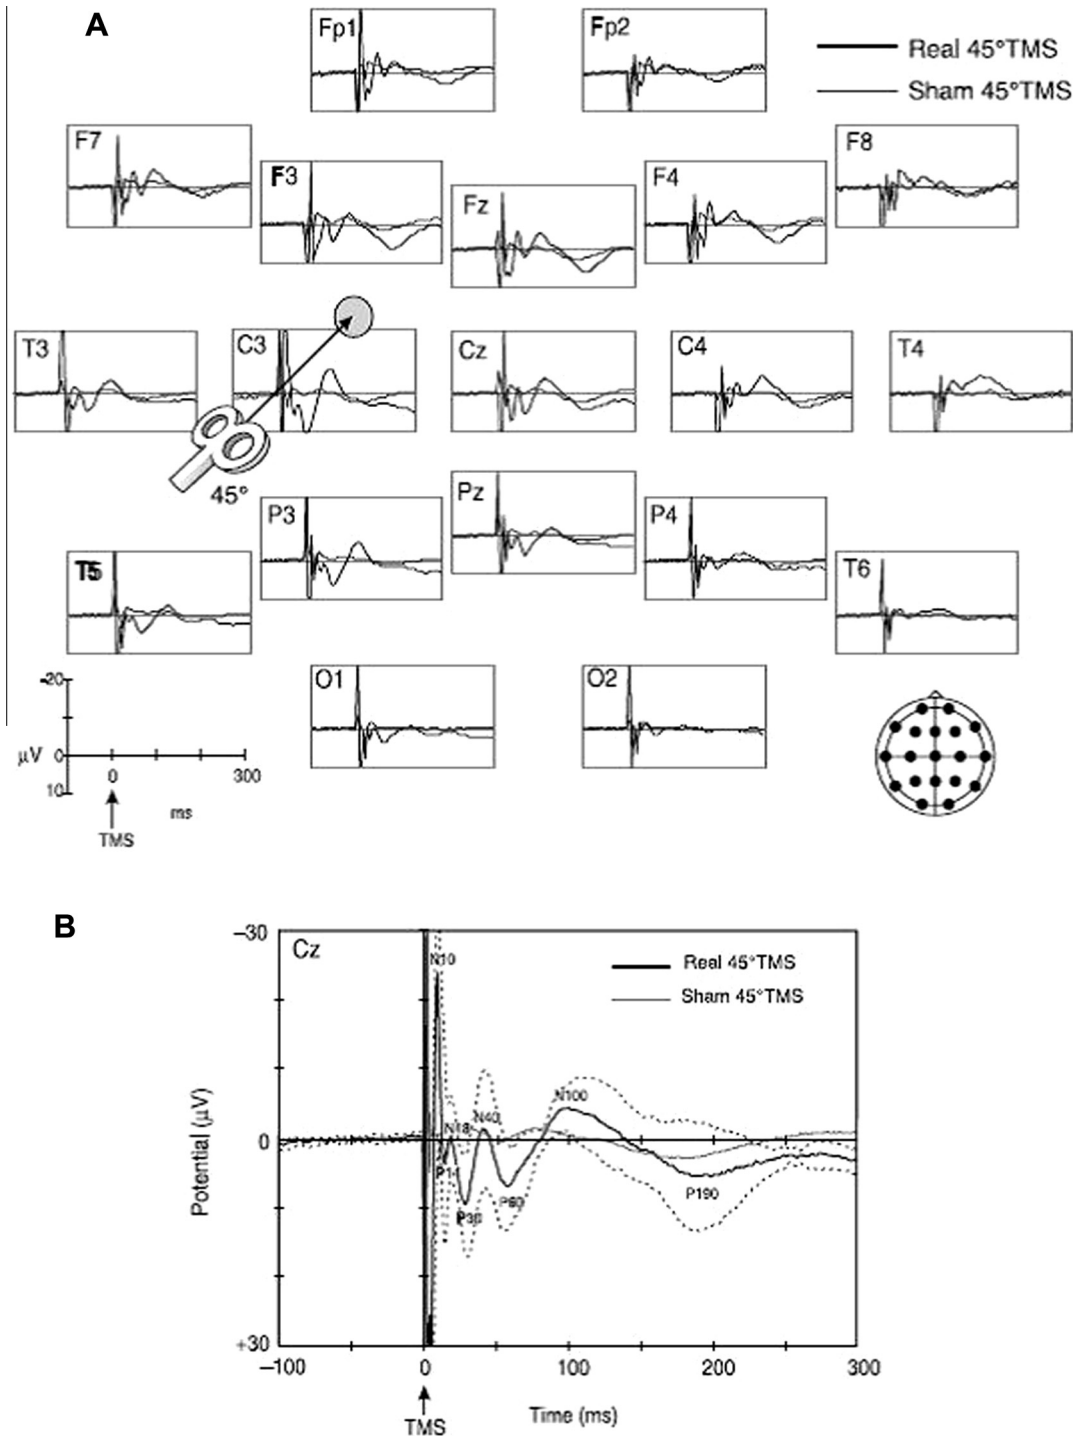 A
Fp1
Fp2
Real 45°TMS
Sham 45°TMS
F7
F3
Fz
F4
F8
T3
C3
Cz
C4
T4
45°
P3
Pz
P4
T5
T6
O1
O2
-20
μV 0
10
0
300
ms
TMS
B
Cz
Real 45°TMS
Sham 45°TMS
N10
N18
N40
N100
P14
P30
P60
P190
Potential (μV)
–30
0
+30
–100
0
100
200
300
Time (ms)
TMS